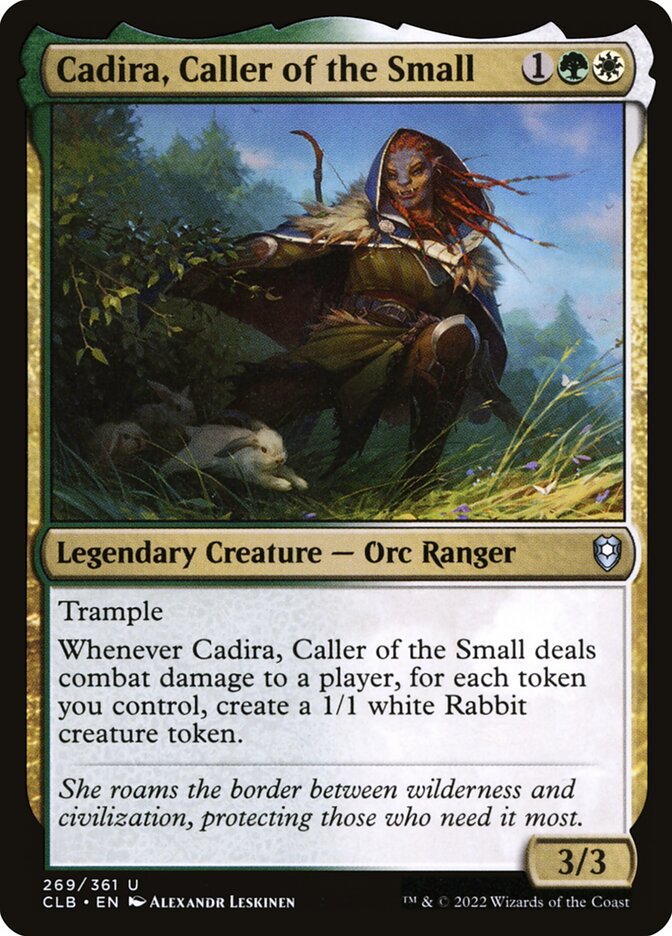 Cadira, Caller of the Small 1
Legendary Creature — Orc Ranger
Trample
Whenever Cadira, Caller of the Small deals
combat damage to a player, for each token
you control, create a 1/1 white Rabbit
creature token.
She roams the border between wilderness and
civilization, protecting those who need it most.
3/3
269/361 U
CLB • EN Alexandr Leskinen
™ & © 2022 Wizards of the Coast